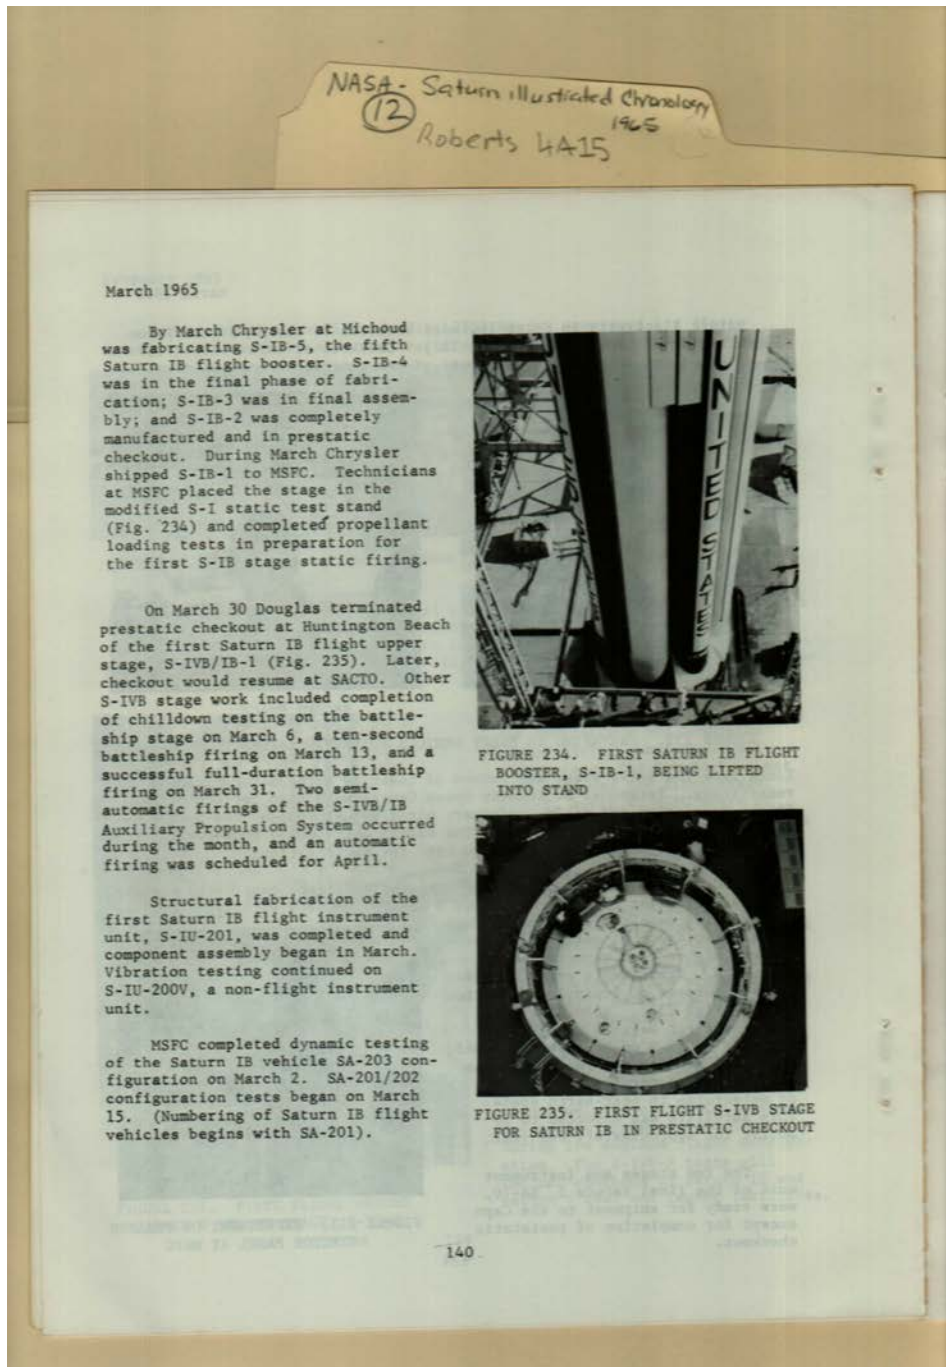 NASA - Saturn illustrated Chronology
12
1965
Roberts 4A15
March 1965
By March Chrysler at Michoud
was fabricating S-IB-5, the fifth
Saturn IB flight booster. S-IB-4
was in the final phase of fabri-
cation; S-IB-3 was in final assem-
bly; and S-IB-2 was completely
manufactured and in prestatic
checkout. During March Chrysler
shipped S-IB-1 to MSFC. Technicians
at MSFC placed the stage in the
modified S-I static test stand
(Fig. 234) and completed propellant
loading tests in preparation for
the first S-IB stage static firing.
On March 30 Douglas terminated
prestatic checkout at Huntington Beach
of the first Saturn IB flight upper
stage, S-IVB/IB-1 (Fig. 235). Later,
checkout would resume at SACTO. Other
S-IVB stage work included completion
of chilldown testing on the battle-
ship stage on March 6, a ten-second
battleship firing on March 13, and a
successful full-duration battleship
firing on March 31. Two semi-
automatic firings of the S-IVB/IB
Auxiliary Propulsion System occurred
during the month, and an automatic
firing was scheduled for April.
Structural fabrication of the
first Saturn IB flight instrument
unit, S-IU-201, was completed and
component assembly began in March.
Vibration testing continued on
S-IU-200V, a non-flight instrument
unit.
MSFC completed dynamic testing
of the Saturn IB vehicle SA-203 con-
figuration on March 2. SA-201/202
configuration tests began on March
15. (Numbering of Saturn IB flight
vehicles begins with SA-201).
UNITED STATES
FIGURE 234. FIRST SATURN IB FLIGHT
BOOSTER, S-IB-1, BEING LIFTED
INTO STAND
FIGURE 235. FIRST FLIGHT S-IVB STAGE
FOR SATURN IB IN PRESTATIC CHECKOUT
140